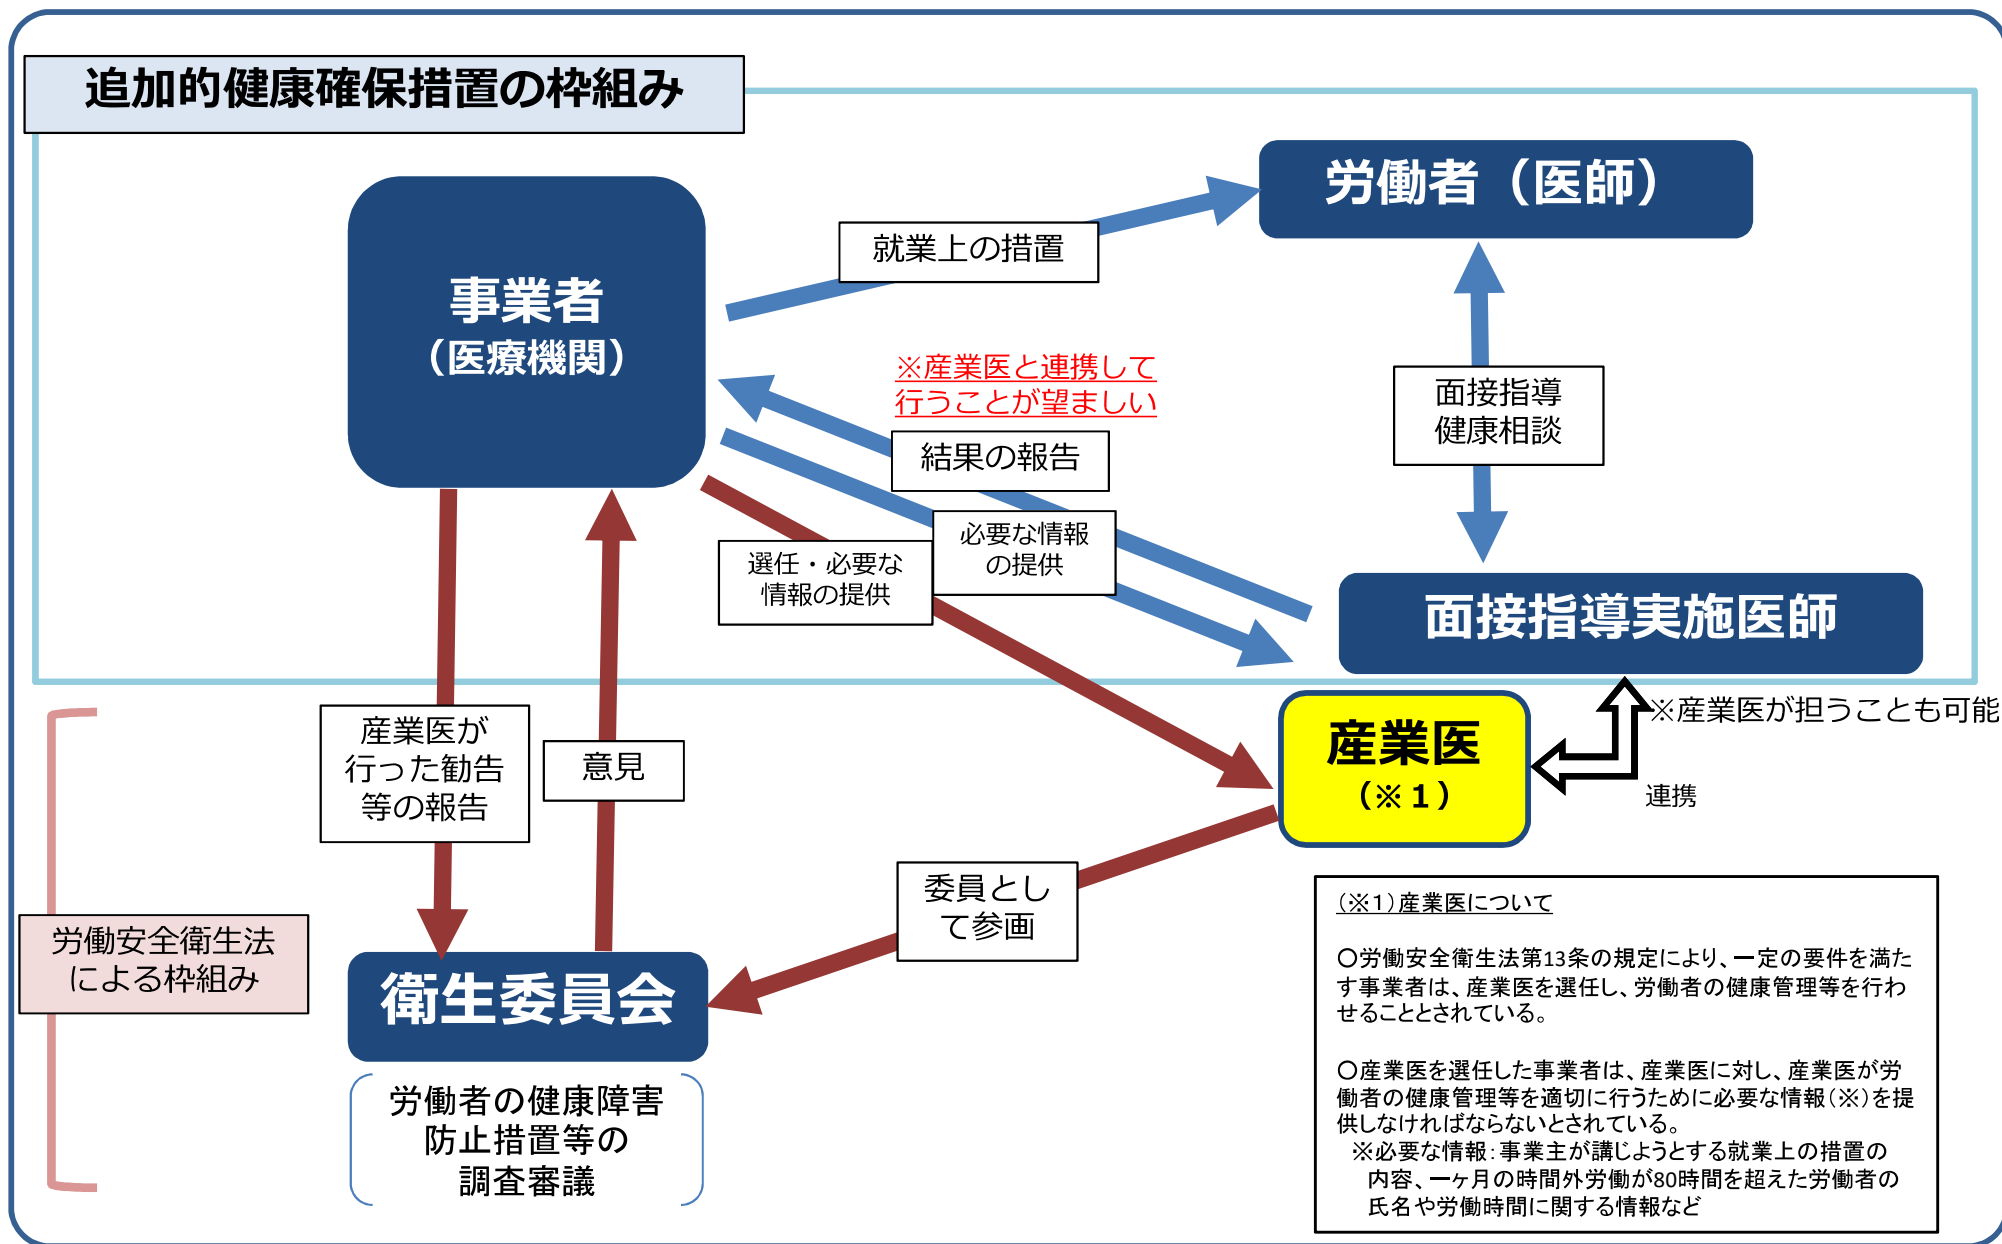 追加的健康確保措置の枠組み
労働者（医師）
事業者
（医療機関）
就業上の措置
※産業医と連携して
行うことが望ましい
結果の報告
面接指導
健康相談
必要な情報
の提供
選任・必要な
情報の提供
面接指導実施医師
※産業医が担うことも可能
産業医
（※１）
連携
産業医が
行った勧告
等の報告
意見
委員とし
て参画
労働安全衛生法
による枠組み
衛生委員会
労働者の健康障害
防止措置等の
調査審議
（※１）産業医について
〇労働安全衛生法第13条の規定により、一定の要件を満た
す事業者は、産業医を選任し、労働者の健康管理等を行わ
せることとされている。
〇産業医を選任した事業者は、産業医に対し、産業医が労
働者の健康管理等を適切に行うために必要な情報（※）を提
供しなければならないとされている。
※必要な情報：事業主が講じようとする就業上の措置の
内容、一ヶ月の時間外労働が80時間を超えた労働者の
氏名や労働時間に関する情報など